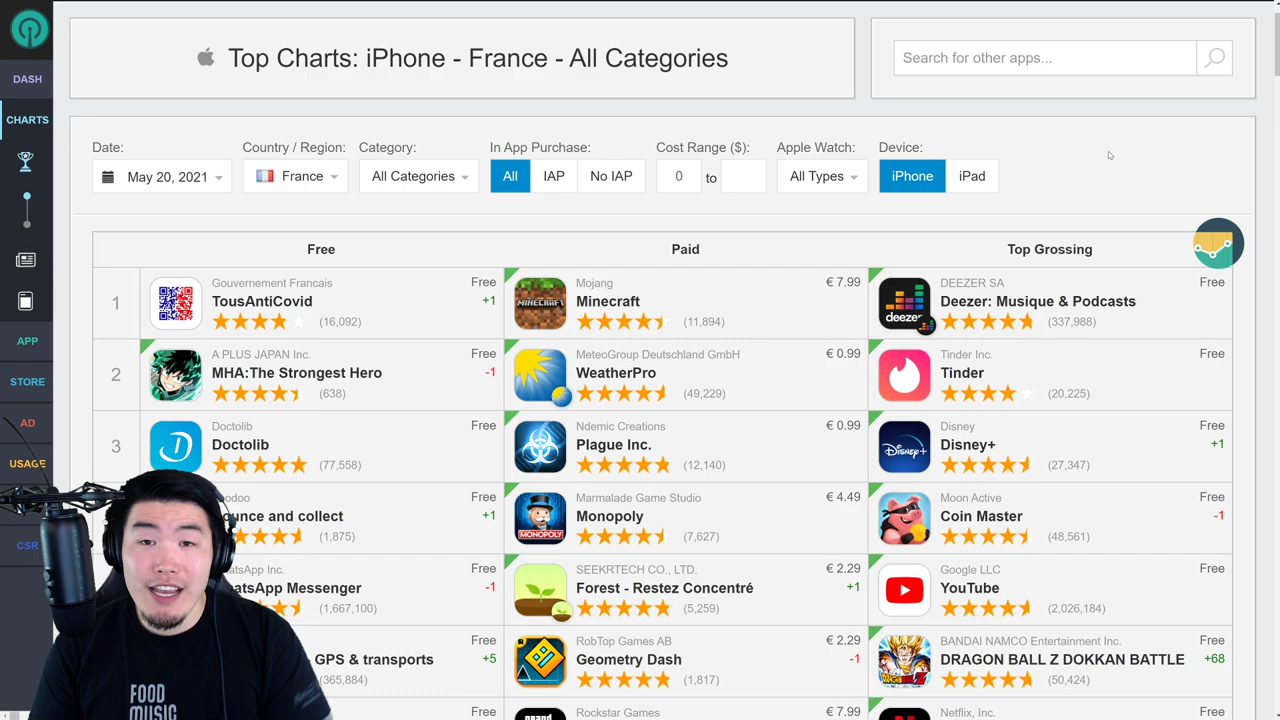 Top Charts: iPhone - France - All Categories
Search for other apps...
DASH
CHARTS
APP
STORE
AD
USAGE
CSR
Date:
Country / Region:
Category:
In App Purchase:
Cost Range ($):
Apple Watch:
Device:
May 20, 2021
France
All Categories
All
IAP
No IAP
0
to
All Types
iPhone
iPad
Free
Paid
Top Grossing
1
Gouvernement Francais
Free
TousAntiCovid
+1
(16,092)
MINECRAFT
Mojang
€ 7.99
Minecraft
(11,894)
deezer
DEEZER SA
Free
Deezer: Musique & Podcasts
(337,988)
2
A PLUS JAPAN Inc.
Free
MHA:The Strongest Hero
-1
(638)
MeteoGroup Deutschland GmbH
€ 0.99
WeatherPro
(49,229)
Tinder Inc.
Free
Tinder
(20,225)
3
Doctolib
Free
Doctolib
(77,558)
Ndemic Creations
€ 0.99
Plague Inc.
(12,140)
Disney+
Disney
Free
Disney+
+1
(27,347)
Free
and collect
+1
(1,875)
MONOPOLY
Marmalade Game Studio
€ 4.49
Monopoly
(7,627)
Moon Active
Free
Coin Master
-1
(48,561)
Inc.
Free
Messenger
-1
(1,667,100)
SEEKRTECH CO., LTD.
€ 2.29
Forest - Restez Concentré
+1
(5,259)
Google LLC
Free
YouTube
(2,026,184)
Free
- GPS & transports
+5
(365,884)
RobTop Games AB
€ 2.29
Geometry Dash
-1
(1,817)
BANDAI NAMCO Entertainment Inc.
Free
DRAGON BALL Z DOKKAN BATTLE
+68
(50,424)
Free
Rockstar Games
€ 7.99
Netflix, Inc.
Free
FOOD
MUSIC